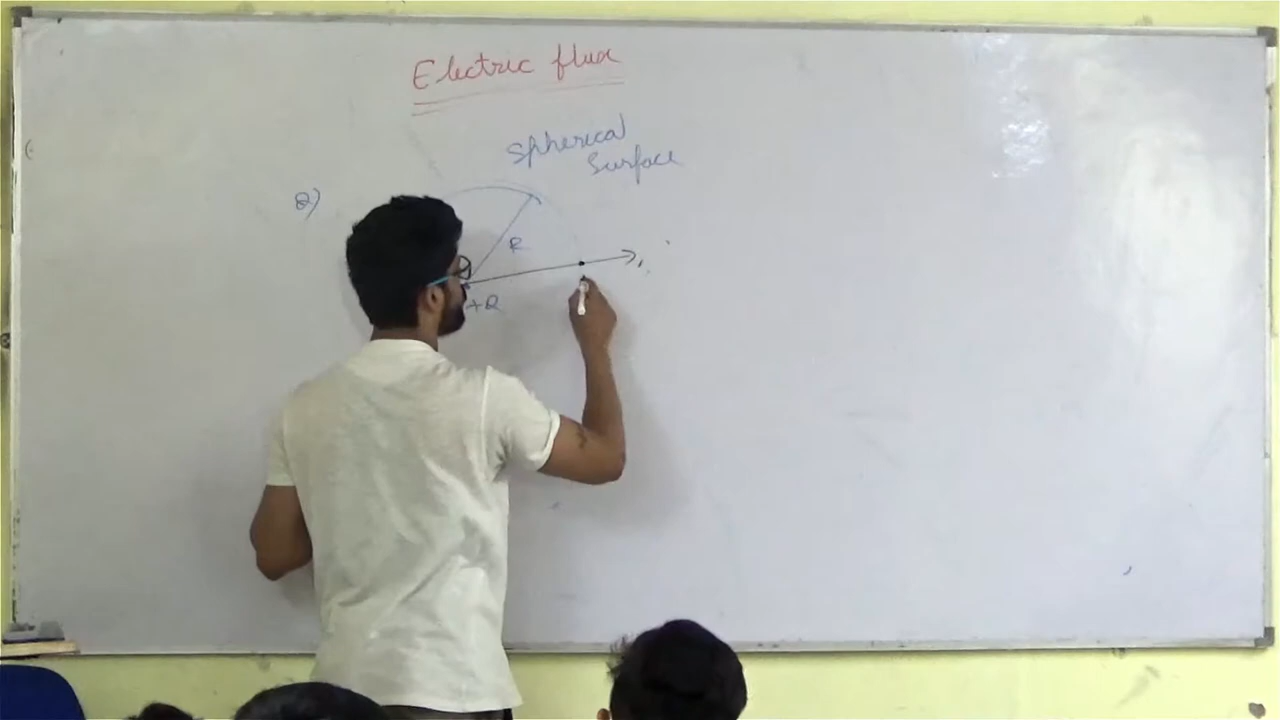 Electric flux
Spherical
Surface
Q)
R
+Q